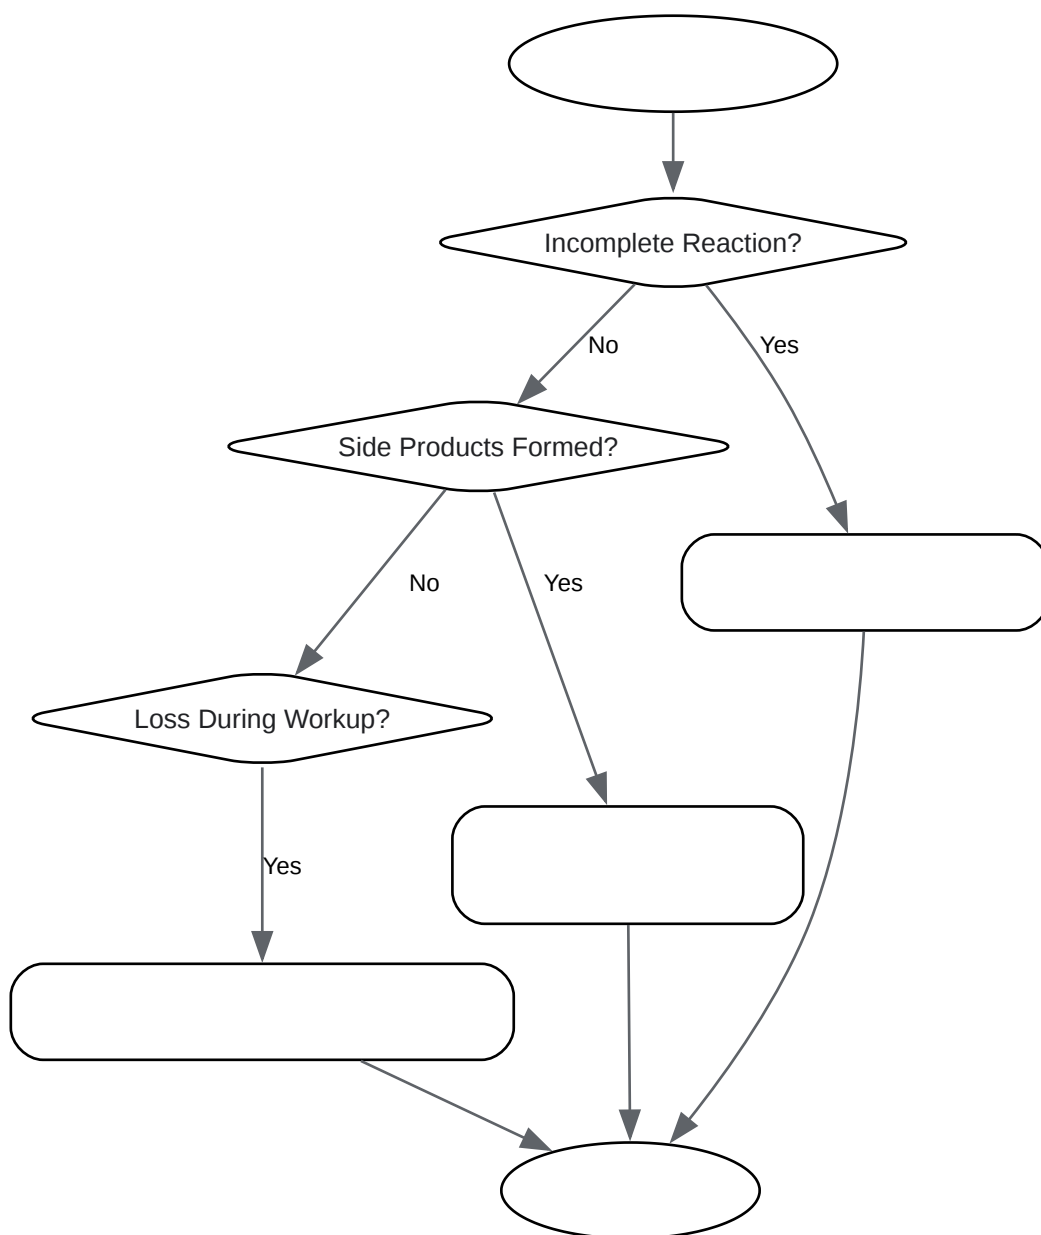 Incomplete Reaction?
No
Yes
Side Products Formed?
No
Yes
Loss During Workup?
Yes